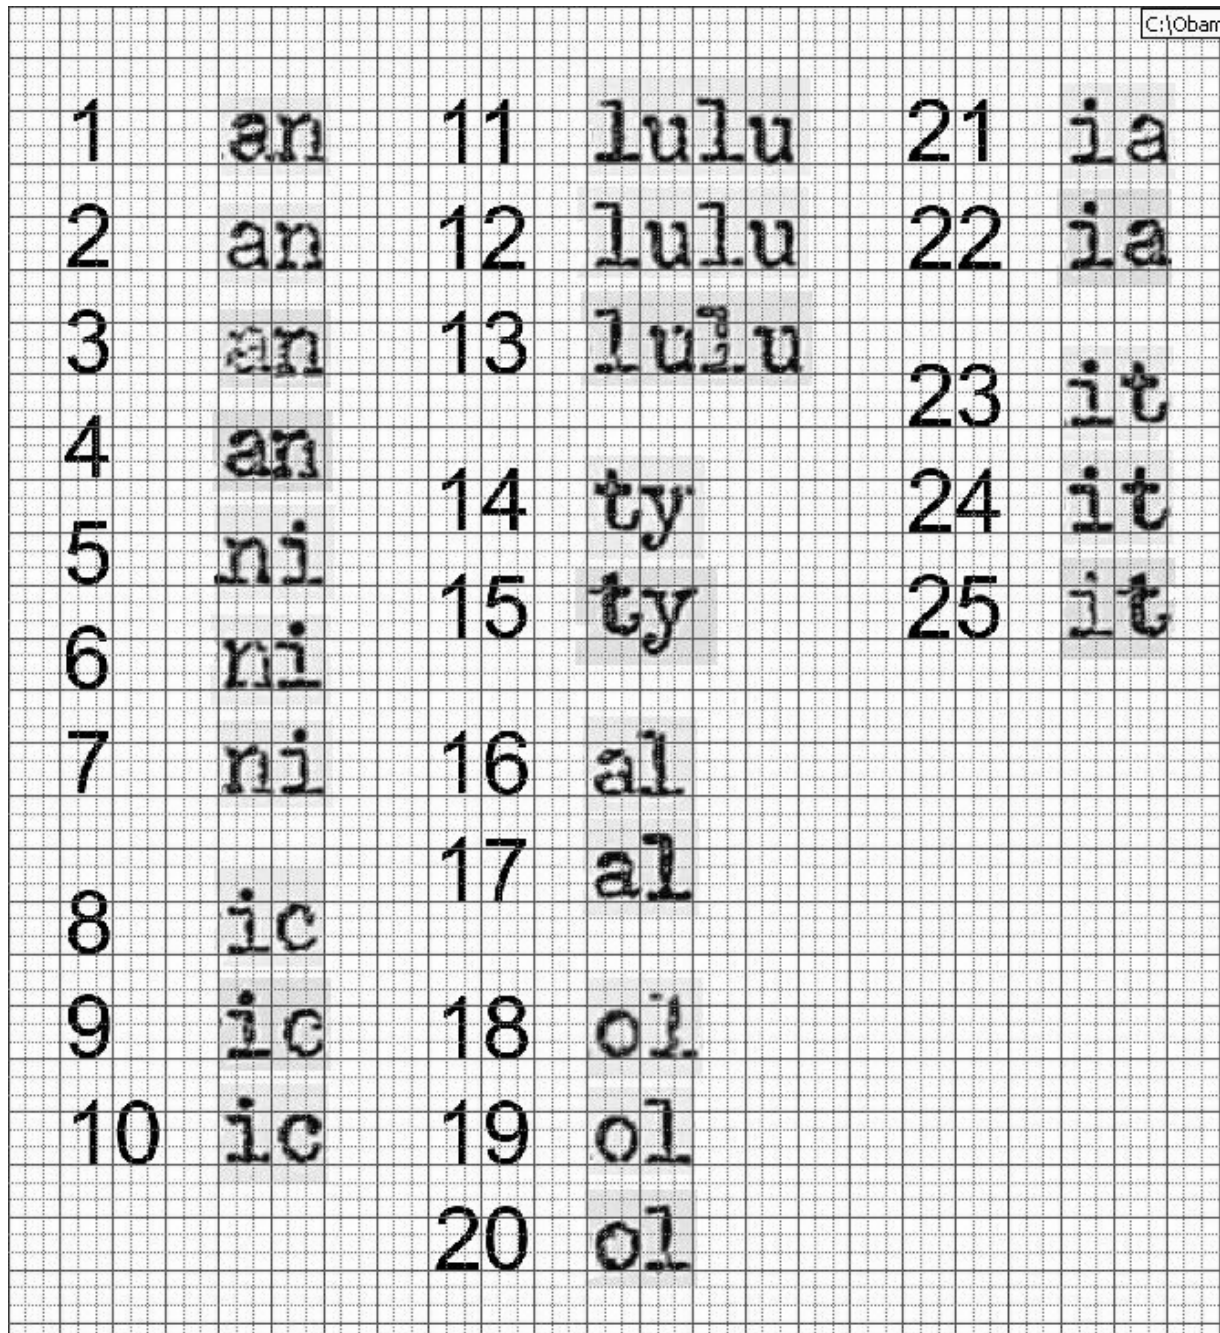 C:\Obam
1 an 11 lulu 21 ia
2 an 12 lulu 22 ia
3 an 13 lulu
23 it
4 an
14 ty 24 it
5 ni
15 ty 25 it
6 ni
7 ni 16 al
17 al
8 ic
9 ic 18 ol
10 ic 19 ol
20 ol